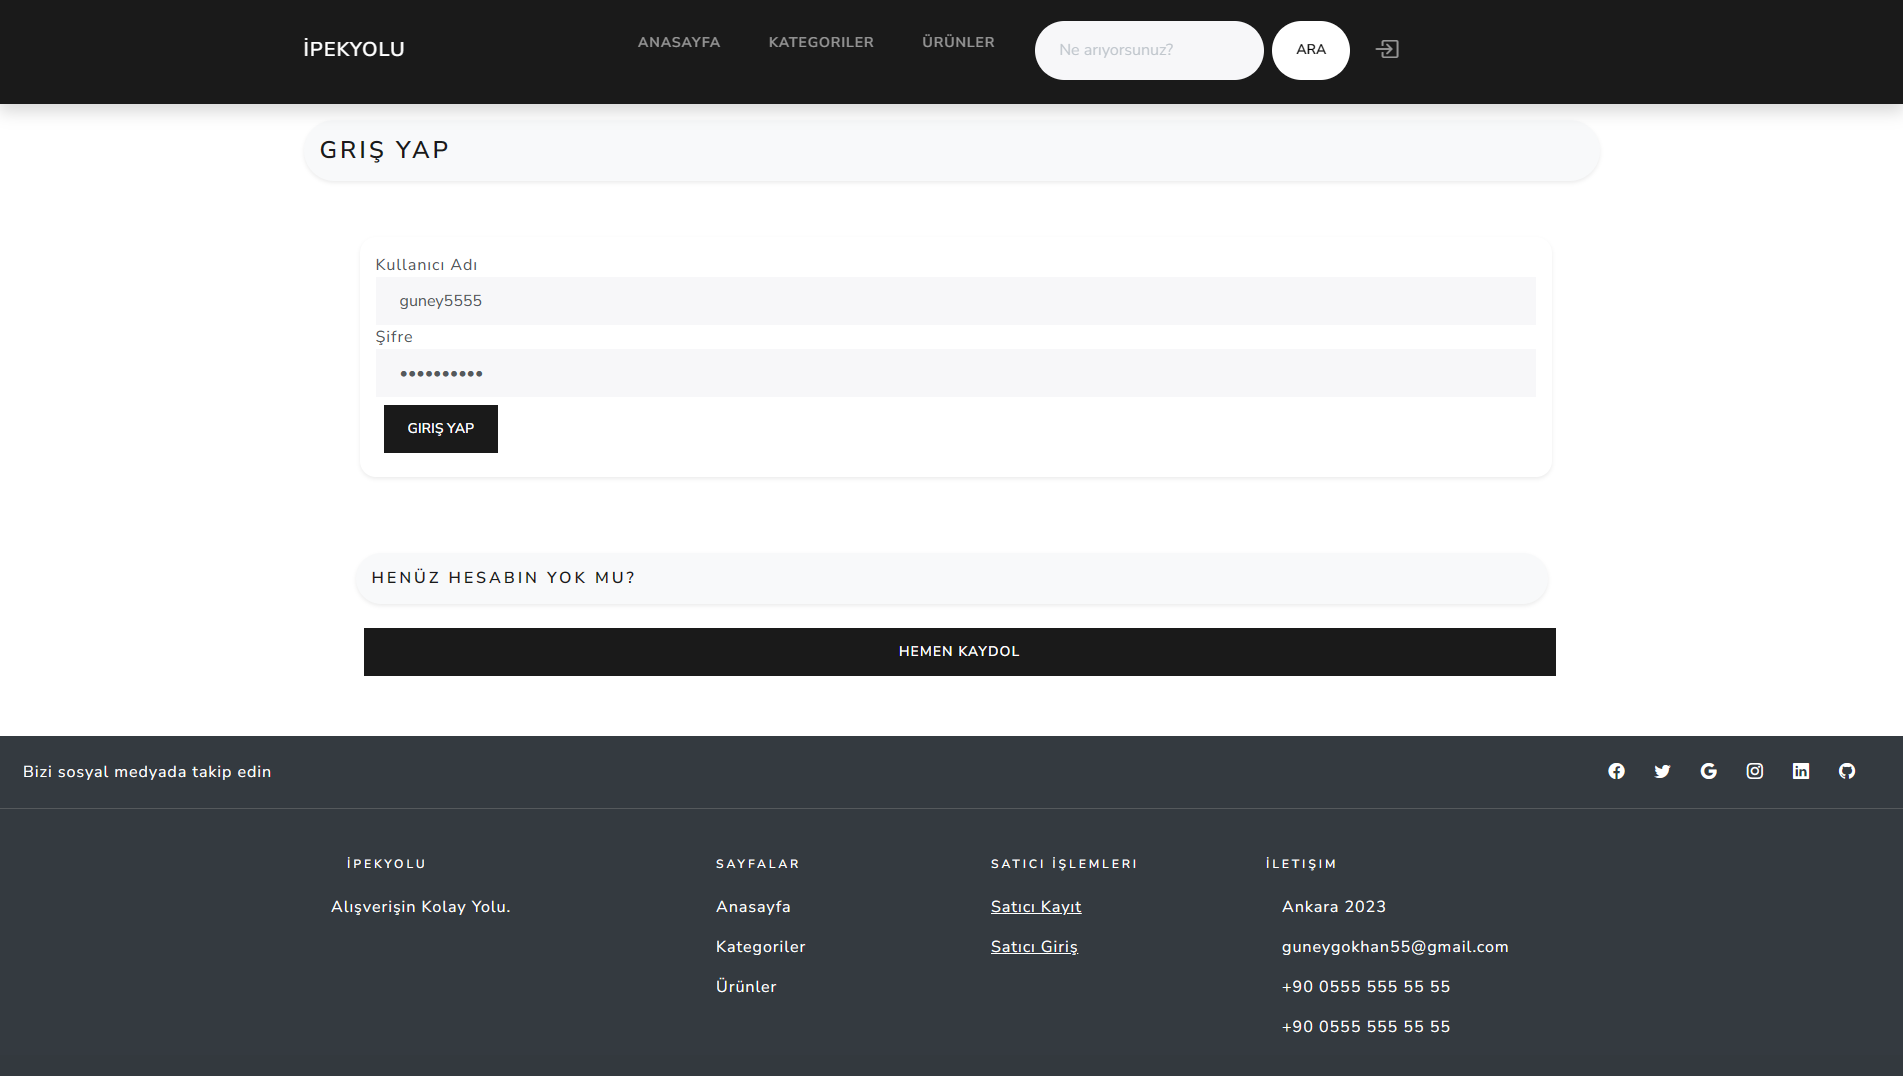 İPEKYOLU
ANASAYFA
KATEGORILER
ÜRÜNLER
Ne arıyorsunuz?
ARA
GRIŞ YAP
Kullanıcı Adı
guney5555
Şifre
••••••••••
GIRIŞ YAP
HENÜZ HESABIN YOK MU?
HEMEN KAYDOL
Bizi sosyal medyada takip edin
İPEKYOLU
Alışverişin Kolay Yolu.
SAYFALAR
Anasayfa
Kategoriler
Ürünler
SATICI İŞLEMLERI
Satıcı Kayıt
Satıcı Giriş
İLETIŞIM
Ankara 2023
guneygokhan55@gmail.com
+90 0555 555 55 55
+90 0555 555 55 55